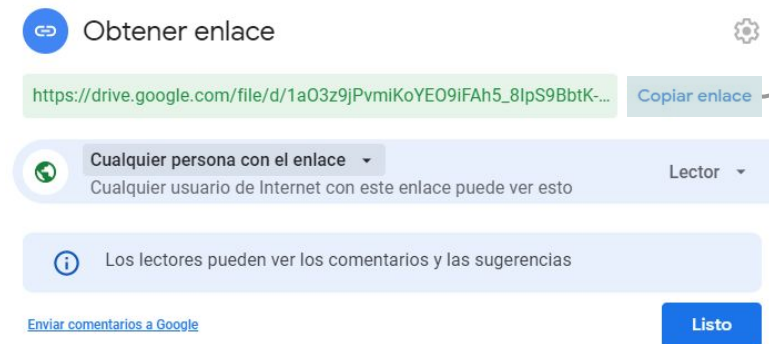 Obtener enlace
https://drive.google.com/file/d/1aO3z9jPvmiKoYEO9iFAh5_8IpS9BbtK-... Copiar enlace
Cualquier persona con el enlace
Cualquier usuario de Internet con este enlace puede ver esto
Lector
Los lectores pueden ver los comentarios y las sugerencias
Enviar comentarios a Google
Listo